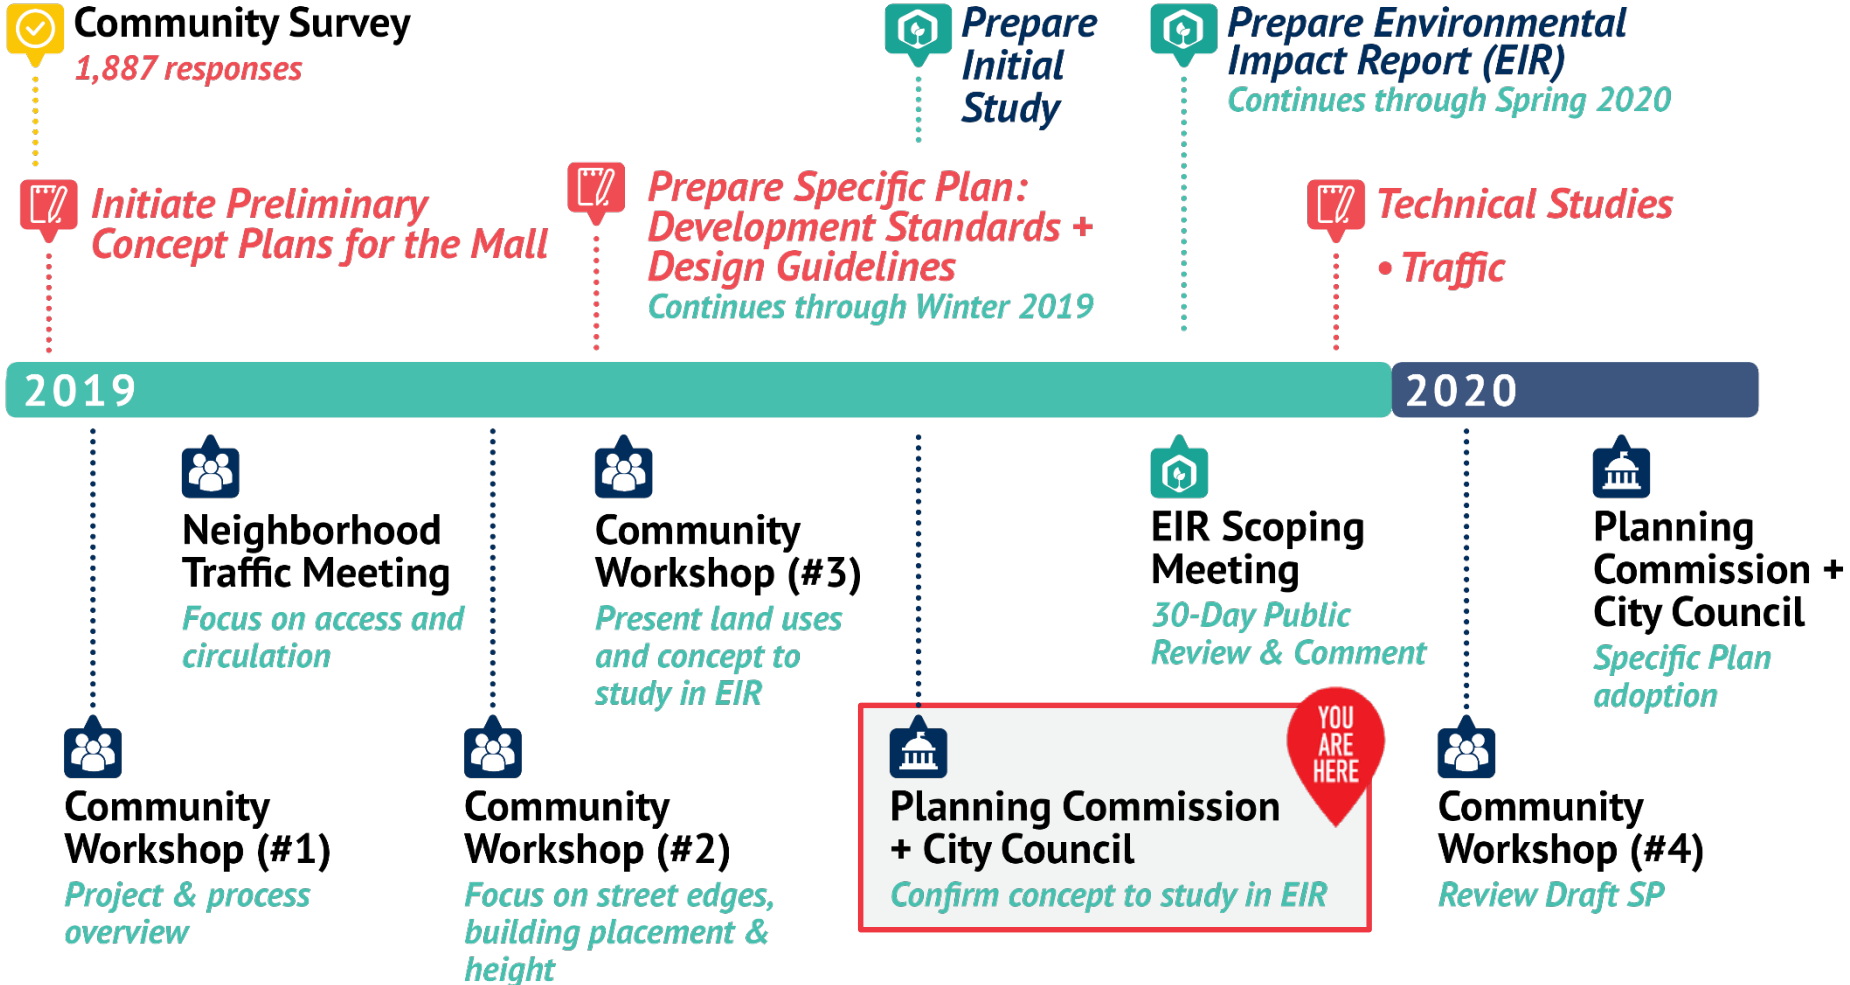 Community Survey
1,887 responses
Prepare
Initial
Study
Prepare Environmental
Impact Report (EIR)
Continues through Spring 2020
Initiate Preliminary
Concept Plans for the Mall
Prepare Specific Plan:
Development Standards +
Design Guidelines
Continues through Winter 2019
Technical Studies
• Traffic
2019
2020
Neighborhood
Traffic Meeting
Focus on access and
circulation
Community
Workshop (#3)
Present land uses
and concept to
study in EIR
EIR Scoping
Meeting
30-Day Public
Review & Comment
Planning
Commission +
City Council
Specific Plan
adoption
Community
Workshop (#1)
Project & process
overview
Community
Workshop (#2)
Focus on street edges,
building placement &
height
Planning Commission
+ City Council
Confirm concept to study in EIR
YOU
ARE
HERE
Community
Workshop (#4)
Review Draft SP